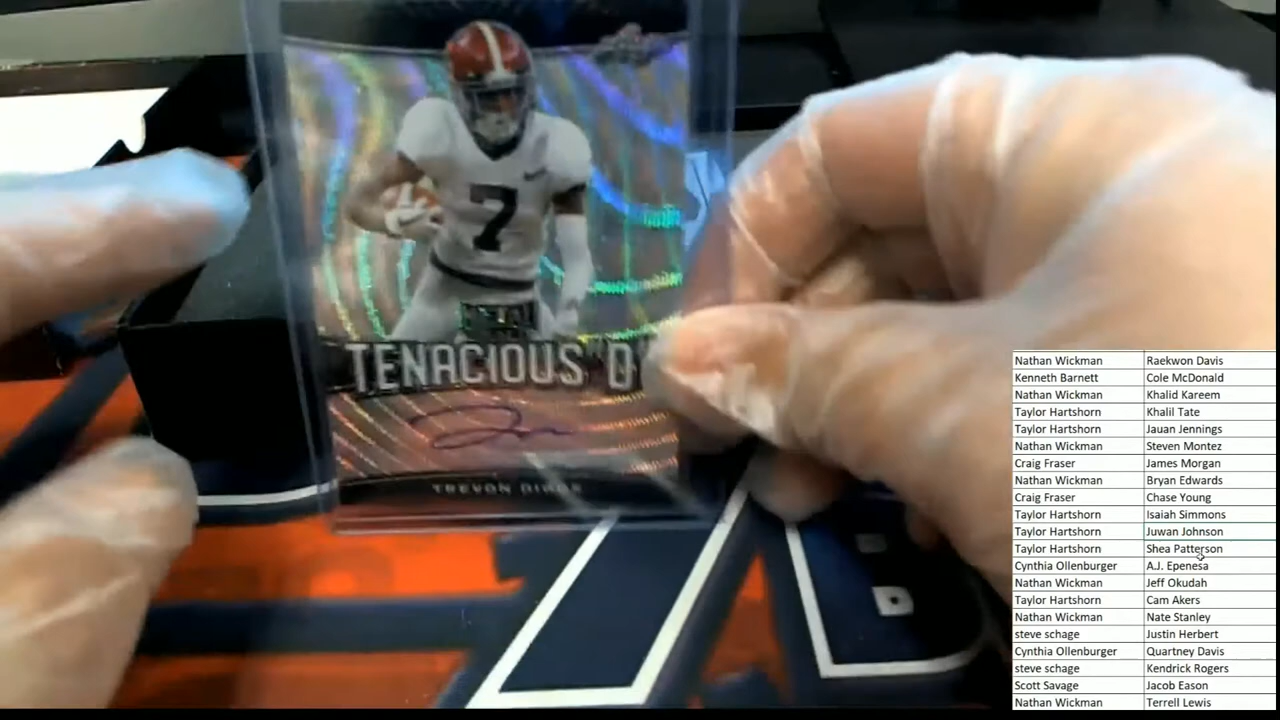 7
METAL
TENACIOUS "D"
TREVON DIGGS
Nathan Wickman Raekwon Davis
Kenneth Barnett Cole McDonald
Nathan Wickman Khalid Kareem
Taylor Hartshorn Khalil Tate
Taylor Hartshorn Jauan Jennings
Nathan Wickman Steven Montez
Craig Fraser James Morgan
Nathan Wickman Bryan Edwards
Craig Fraser Chase Young
Taylor Hartshorn Isaiah Simmons
Taylor Hartshorn Juwan Johnson
Taylor Hartshorn Shea Patterson
Cynthia Ollenburger A.J. Epenesa
Nathan Wickman Jeff Okudah
Taylor Hartshorn Cam Akers
Nathan Wickman Nate Stanley
steve schage Justin Herbert
Cynthia Ollenburger Quartney Davis
steve schage Kendrick Rogers
Scott Savage Jacob Eason
Nathan Wickman Terrell Lewis